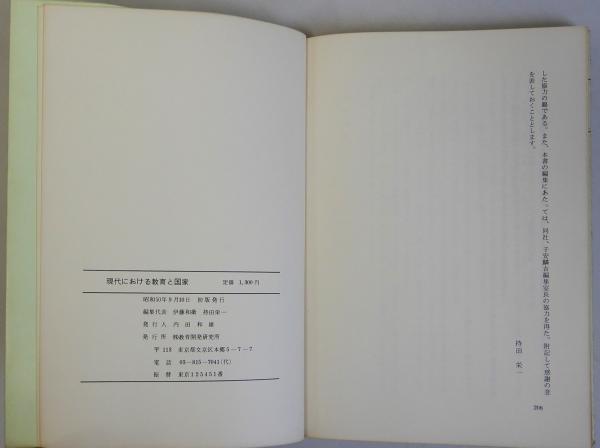 した協力の賜である。また、本書の編集にあたっては、同社、子安麟吉編集室長の協力を得た。附記して感謝の意
を表しておくこととします。
持田 栄一
286
現代における教育と国家 定価 1,800円
昭和50年9月10日 初版発行
編集代表 伊藤和衛 持田栄一
発行人 内田和雄
発行所 ㈱教育開発研究所
〒113 東京都文京区本郷5-7-7
電話 03-815-7041(代)
振替 東京125451番